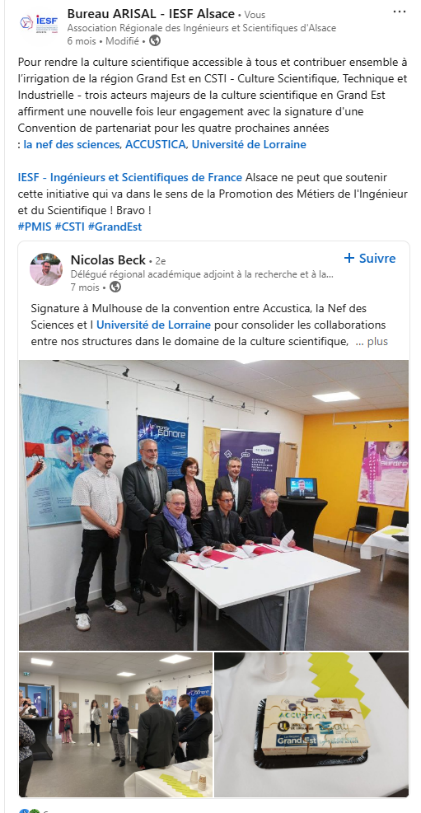 Bureau ARISAL - IESF Alsace • Vous
Association Régionale des Ingénieurs et Scientifiques d'Alsace
6 mois • Modifié •
Pour rendre la culture scientifique accessible à tous et contribuer ensemble à
l'irrigation de la région Grand Est en CSTI - Culture Scientifique, Technique et
Industrielle - trois acteurs majeurs de la culture scientifique en Grand Est
affirment une nouvelle fois leur engagement avec la signature d'une
Convention de partenariat pour les quatre prochaines années
: la nef des sciences, ACCUSTICA, Université de Lorraine
IESF - Ingénieurs et Scientifiques de France Alsace ne peut que soutenir
cette initiative qui va dans le sens de la Promotion des Métiers de l'Ingénieur
et du Scientifique ! Bravo !
#PMIS #CSTI #GrandEst
Nicolas Beck • 2e
+ Suivre
Délégué régional académique adjoint à la recherche et à la...
7 mois •
Signature à Mulhouse de la convention entre Accustica, la Nef des
Sciences et l Université de Lorraine pour consolider les collaborations
entre nos structures dans le domaine de la culture scientifique, ... plus
sonore
ACCUSTICA
Grand Est